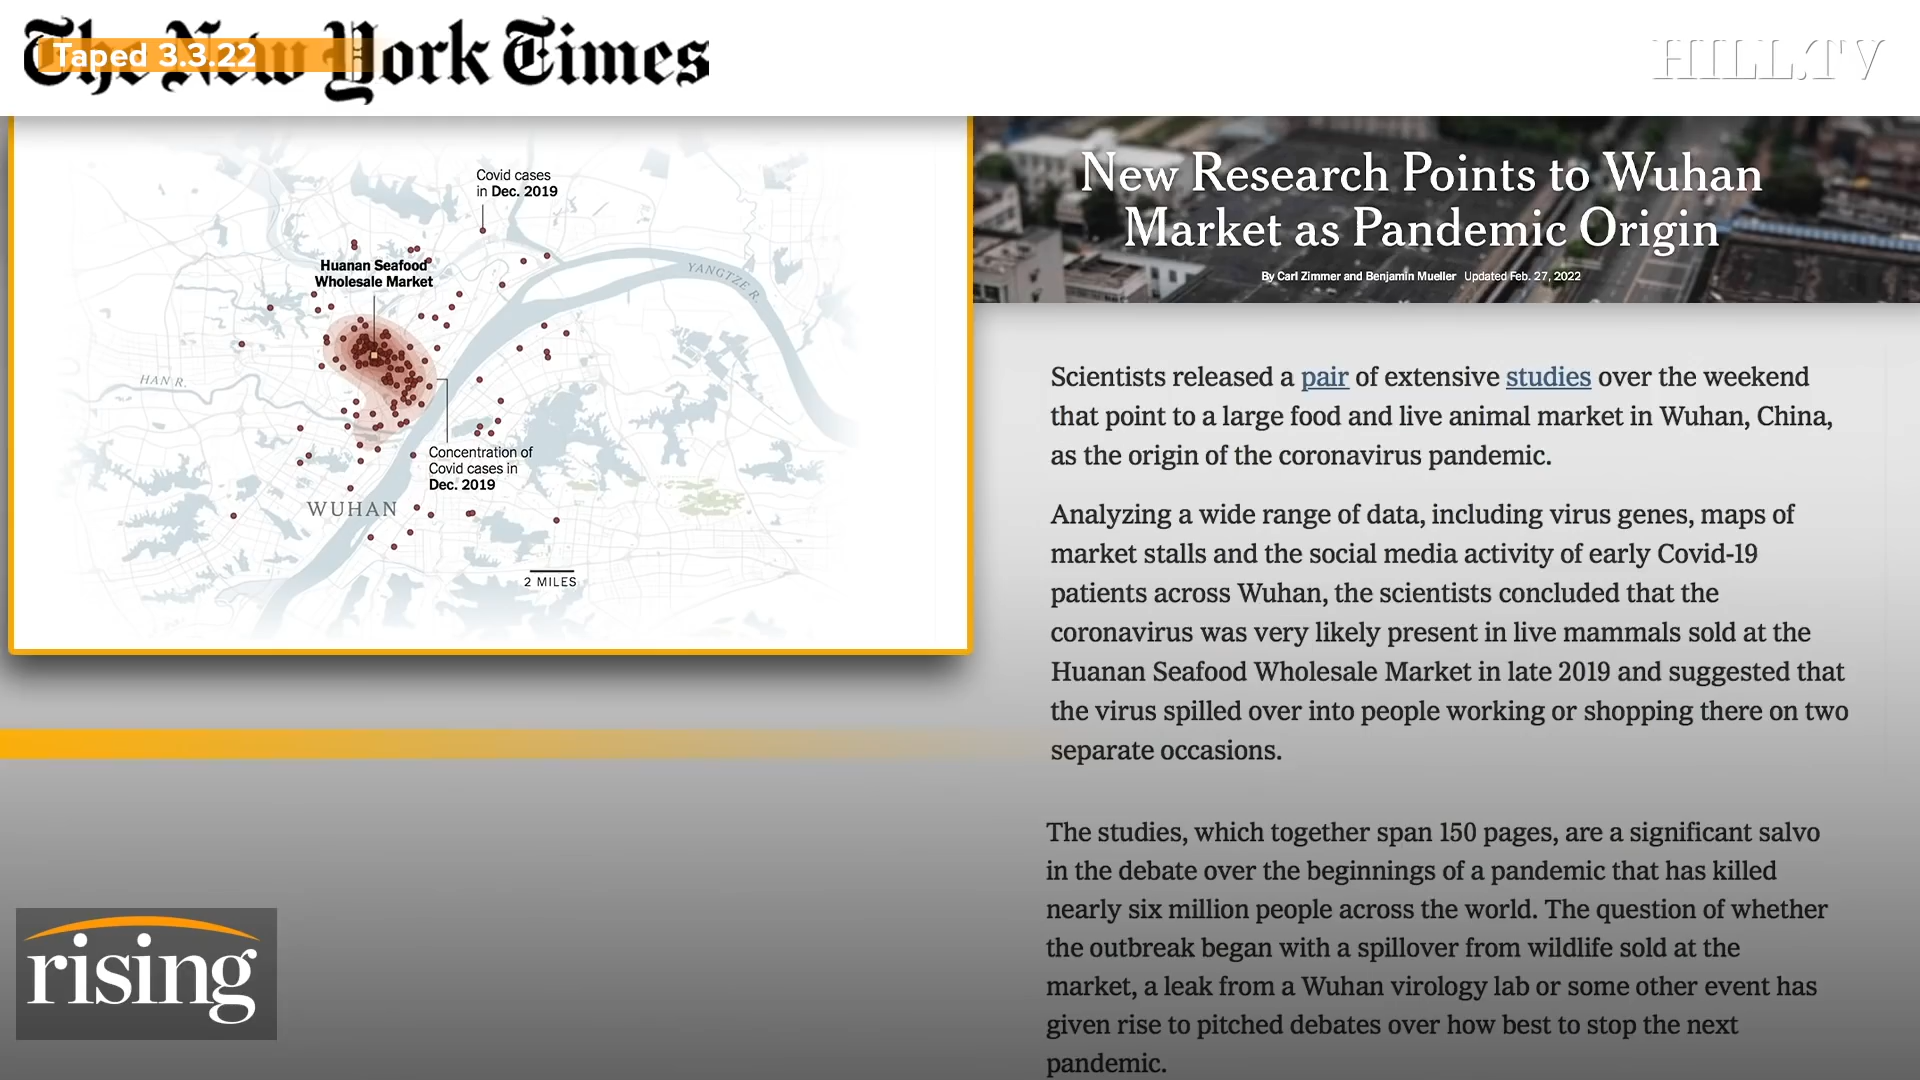 The New York Times
Taped 3.3.22
HILL.TV
Covid cases
in Dec. 2019
Huanan Seafood
Wholesale Market
YANGTZE R.
HAN R.
Concentration of
Covid cases in
Dec. 2019
WUHAN
2 MILES
New Research Points to Wuhan
Market as Pandemic Origin
By Carl Zimmer and Benjamin Mueller Updated Feb. 27, 2022
Scientists released a pair of extensive studies over the weekend
that point to a large food and live animal market in Wuhan, China,
as the origin of the coronavirus pandemic.
Analyzing a wide range of data, including virus genes, maps of
market stalls and the social media activity of early Covid-19
patients across Wuhan, the scientists concluded that the
coronavirus was very likely present in live mammals sold at the
Huanan Seafood Wholesale Market in late 2019 and suggested that
the virus spilled over into people working or shopping there on two
separate occasions.
The studies, which together span 150 pages, are a significant salvo
in the debate over the beginnings of a pandemic that has killed
nearly six million people across the world. The question of whether
the outbreak began with a spillover from wildlife sold at the
market, a leak from a Wuhan virology lab or some other event has
given rise to pitched debates over how best to stop the next
pandemic.
rising